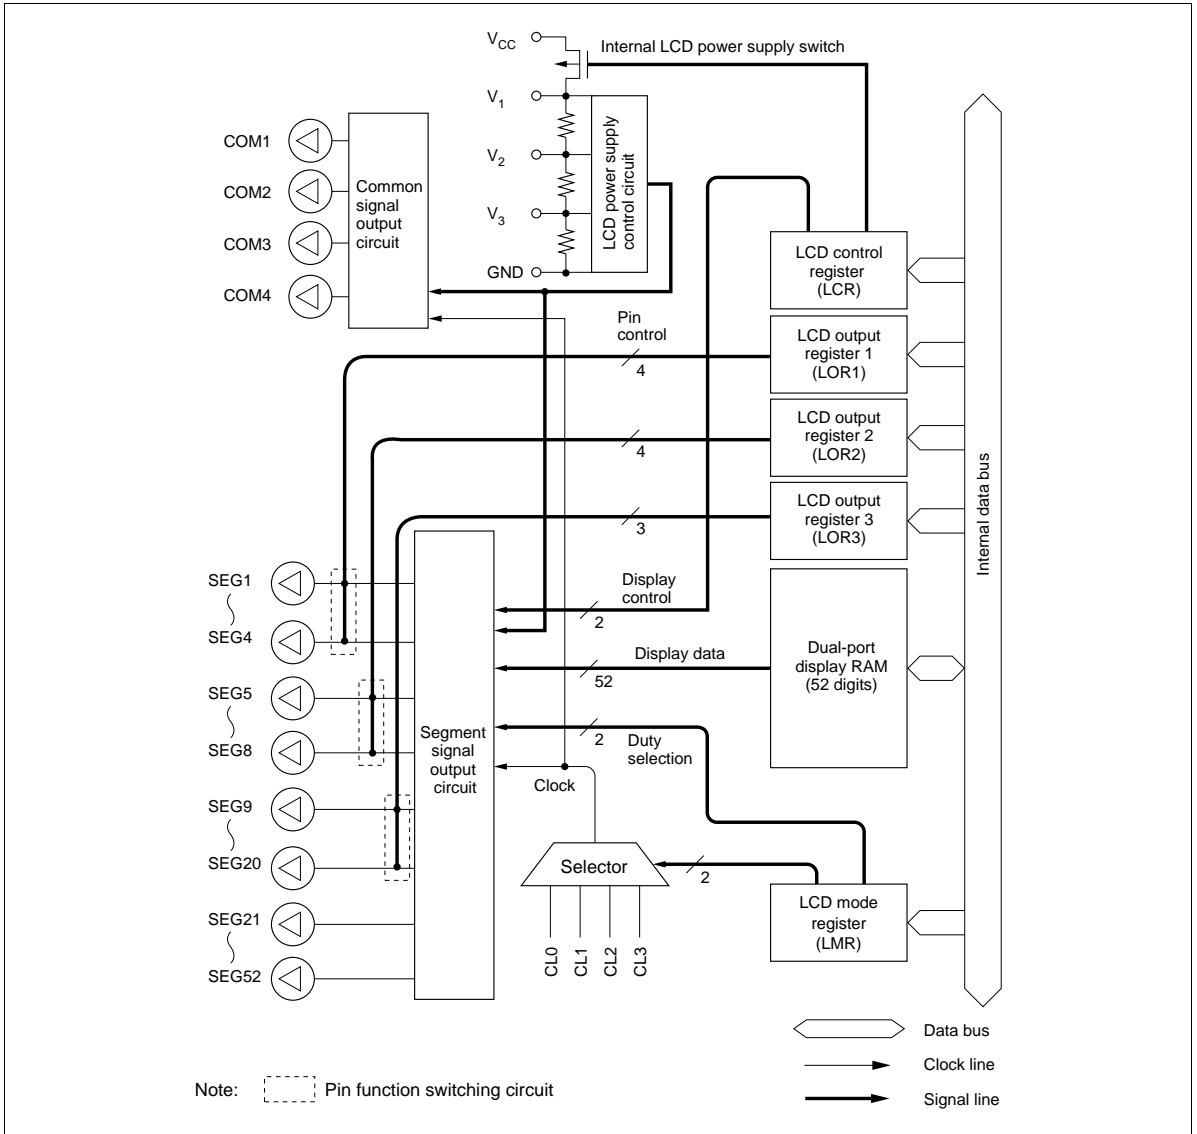 V_CC
Internal LCD power supply switch
V_1
V_2
V_3
GND
LCD power supply
control circuit
COM1
COM2
COM3
COM4
Common
signal
output
circuit
LCD control
register
(LCR)
Pin
control
4
LCD output
register 1
(LOR1)
4
LCD output
register 2
(LOR2)
3
LCD output
register 3
(LOR3)
Internal data bus
SEG1
SEG4
SEG5
SEG8
SEG9
SEG20
SEG21
SEG52
Segment
signal
output
circuit
Display
control
2
Display data
52
Dual-port
display RAM
(52 digits)
2
Duty
selection
Clock
Selector
2
CL0
CL1
CL2
CL3
LCD mode
register
(LMR)
Data bus
Clock line
Signal line
Note:
Pin function switching circuit